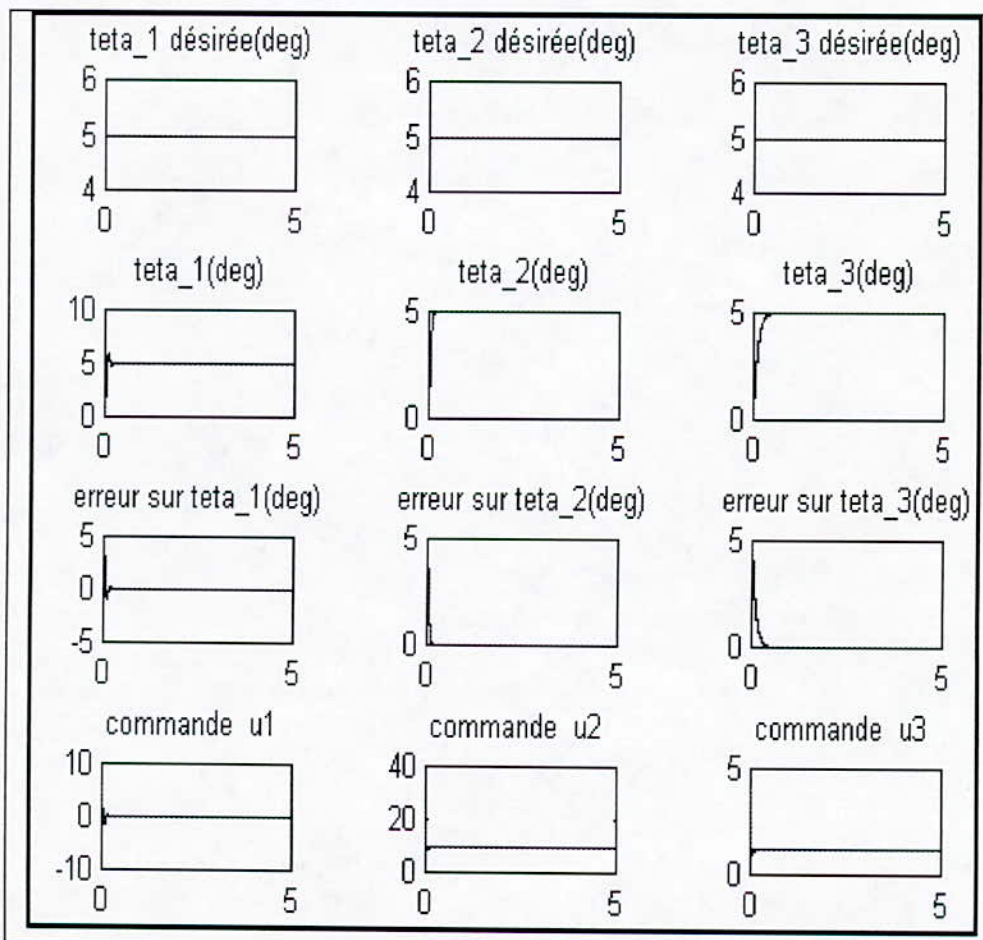 teta_1 désirée(deg) teta_2 désirée(deg) teta_3 désirée(deg)
6 6 6
5 5 5
4 4 4
0 5 0 5 0 5
teta_1(deg) teta_2(deg) teta_3(deg)
10 5 5
5
0 0 0
0 5 0 5 0 5
erreur sur teta_1(deg) erreur sur teta_2(deg) erreur sur teta_3(deg)
5 5 5
0
-5 0 0
0 5 0 5 0 5
commande u1 commande u2 commande u3
10 40 5
0 20
-10 0 0
0 5 0 5 0 5